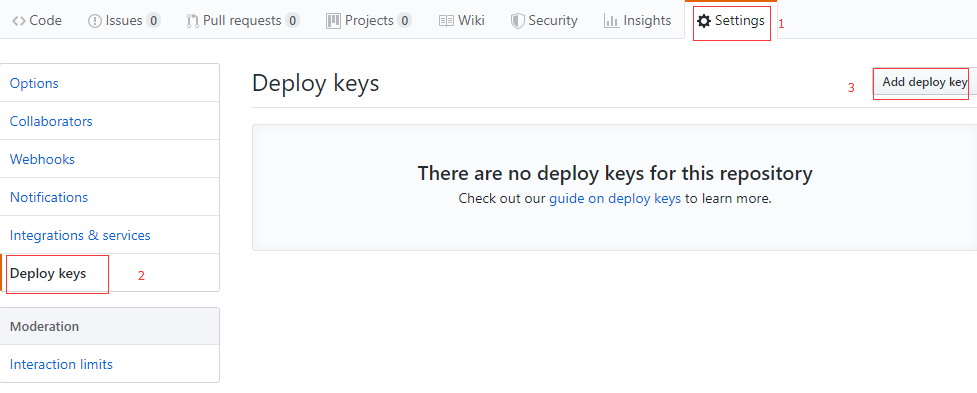 Code Issues 0 Pull requests 0 Projects 0 Wiki Security Insights Settings 1
Options
Collaborators
Webhooks
Notifications
Integrations & services
Deploy keys 2
Moderation
Interaction limits
Deploy keys 3 Add deploy key
There are no deploy keys for this repository
Check out our guide on deploy keys to learn more.